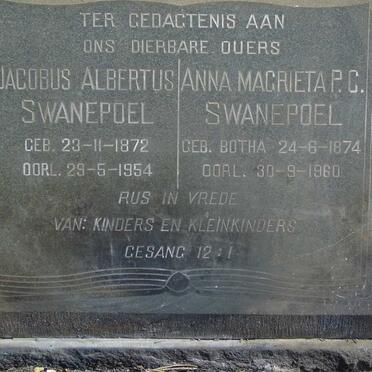 TER GEDACTENIS AAN
ONS DIERBARE OUERS
JACOBUS ALBERTUS
SWANEPOEL
GEB. 23-11-1872
OORL. 29-5-1954
ANNA MAGRIETA P. C.
SWANEPOEL
GEB. BOTHA 24-6-1874
OORL. 30-9-1960
RUS IN VREDE
VAN: KINDERS EN KLEINKINDERS
GESANG 12:1